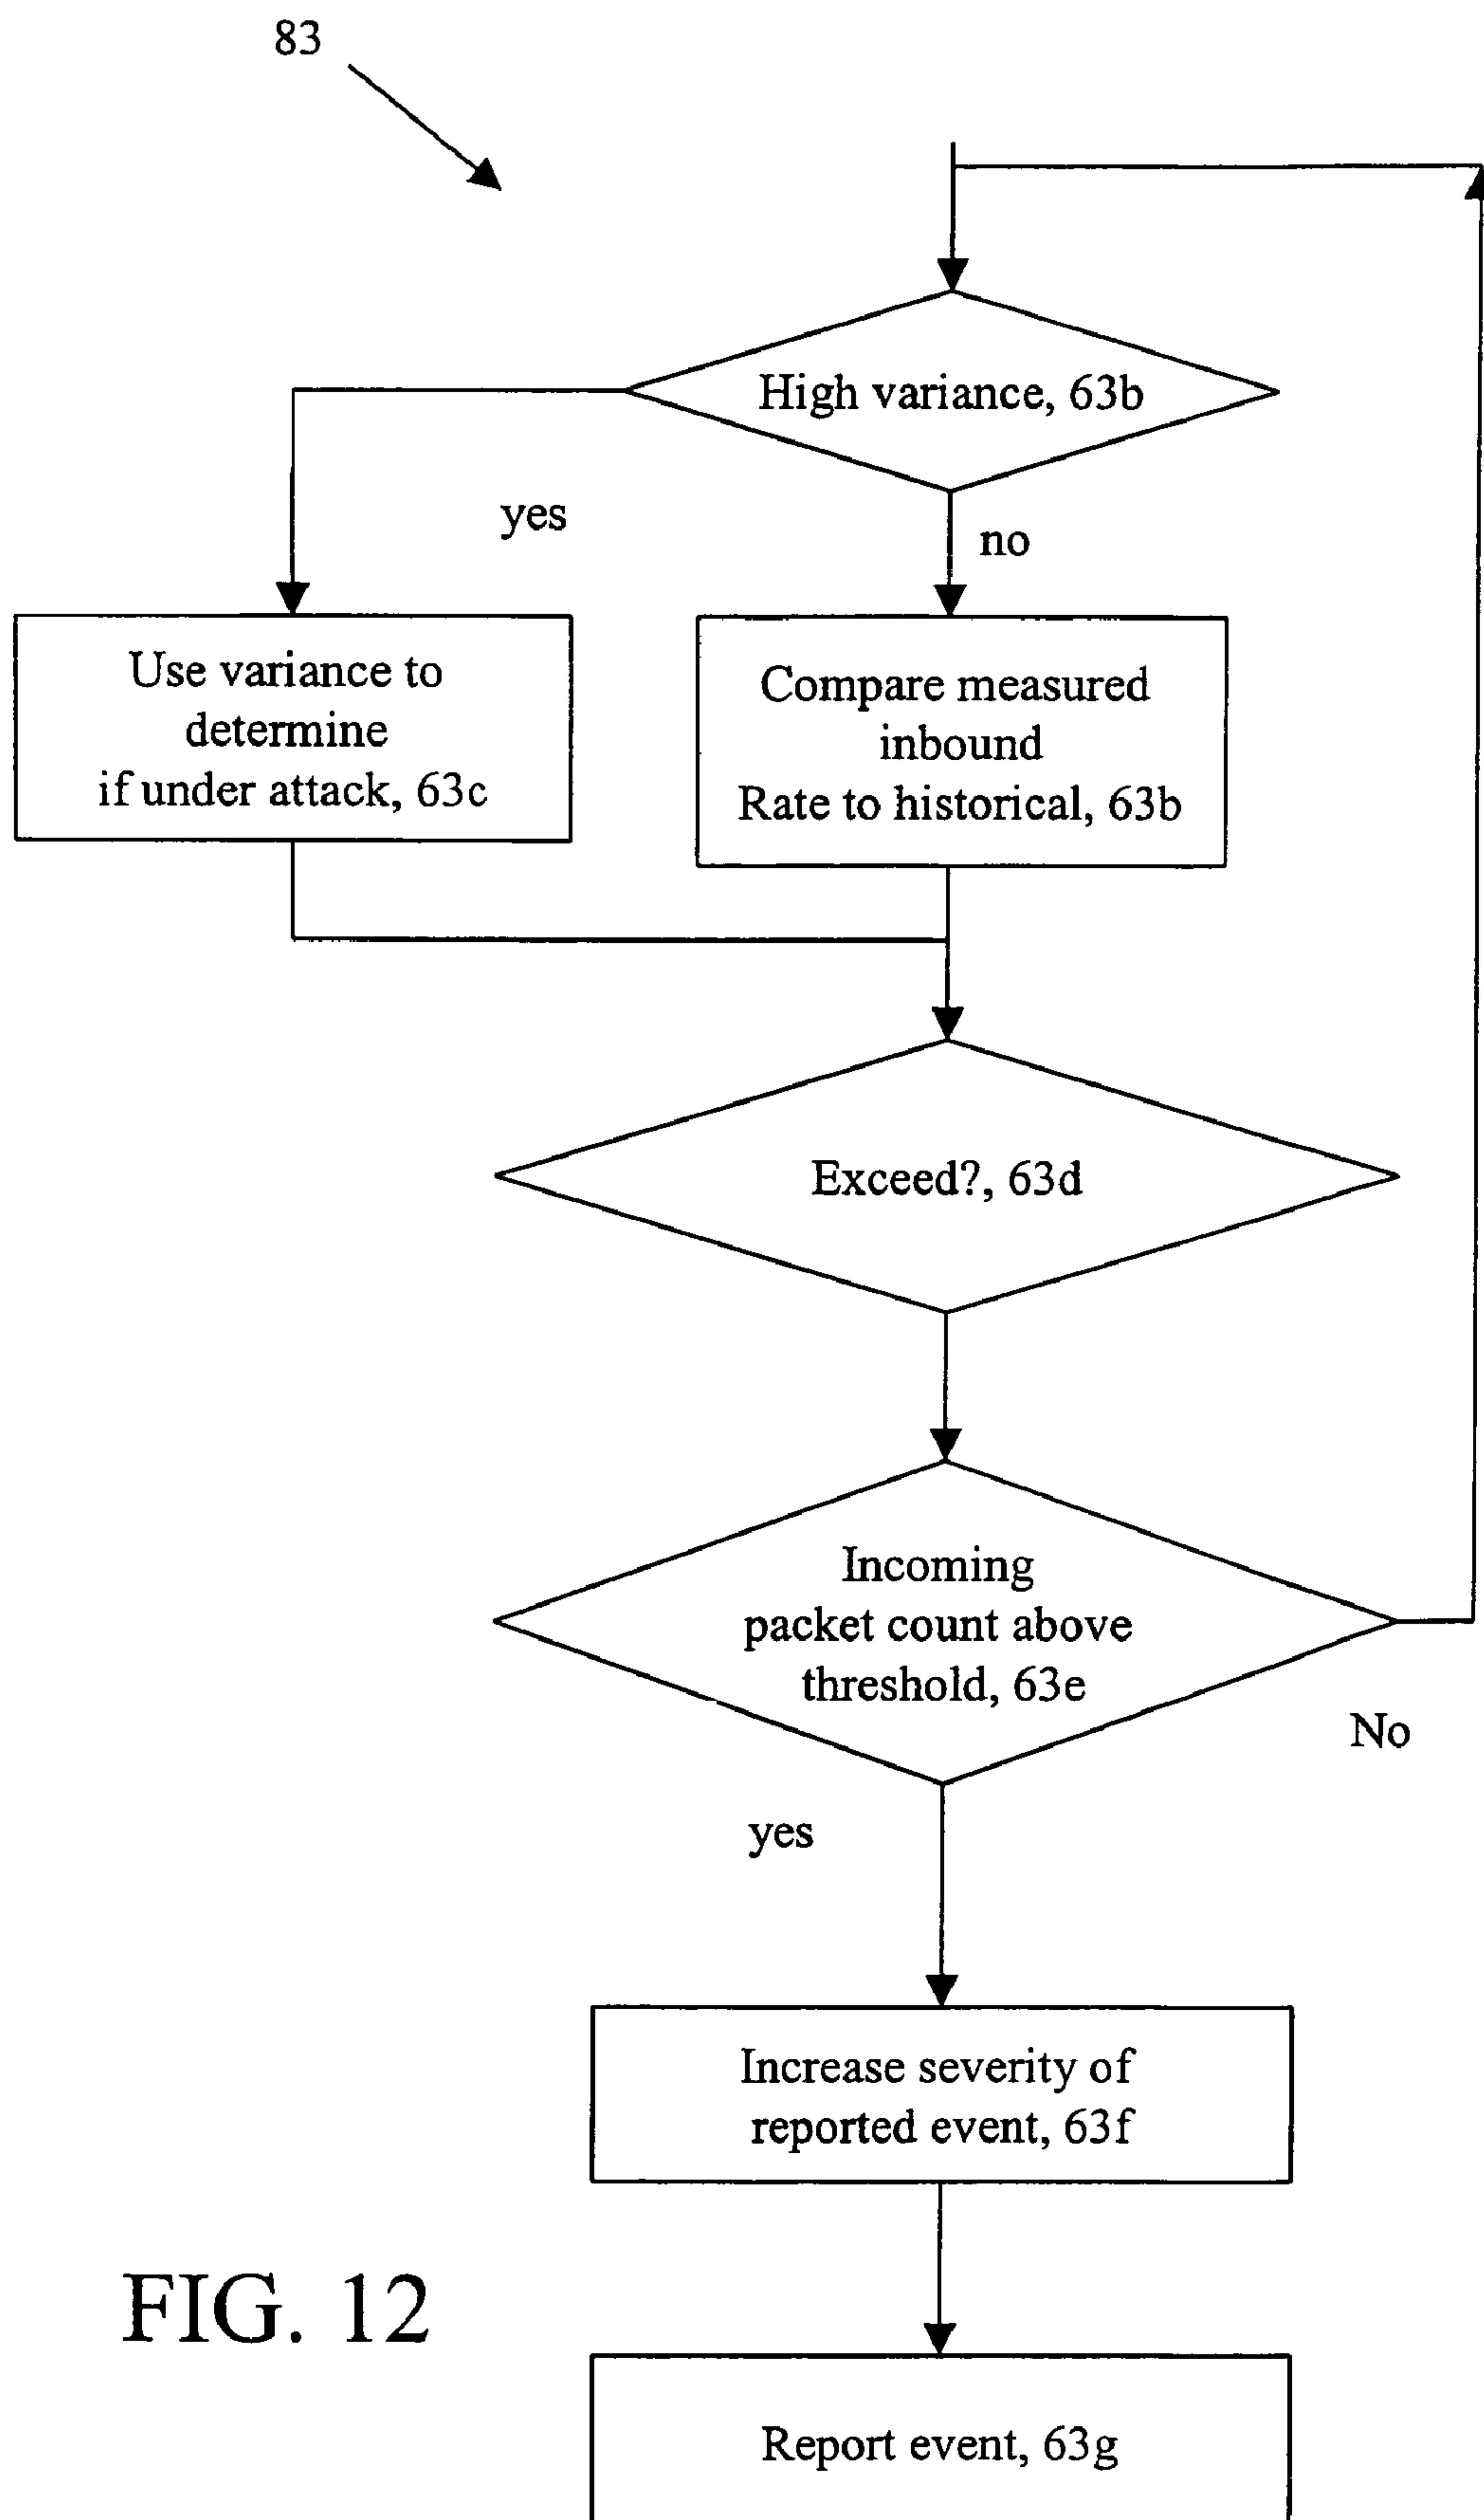 83
High variance, 63b
yes
no
Use variance to
determine
if under attack, 63c
Compare measured
inbound
Rate to historical, 63b
Exceed?, 63d
Incoming
packet count above
threshold, 63e
No
yes
Increase severity of
reported event, 63f
FIG. 12
Report event, 63g